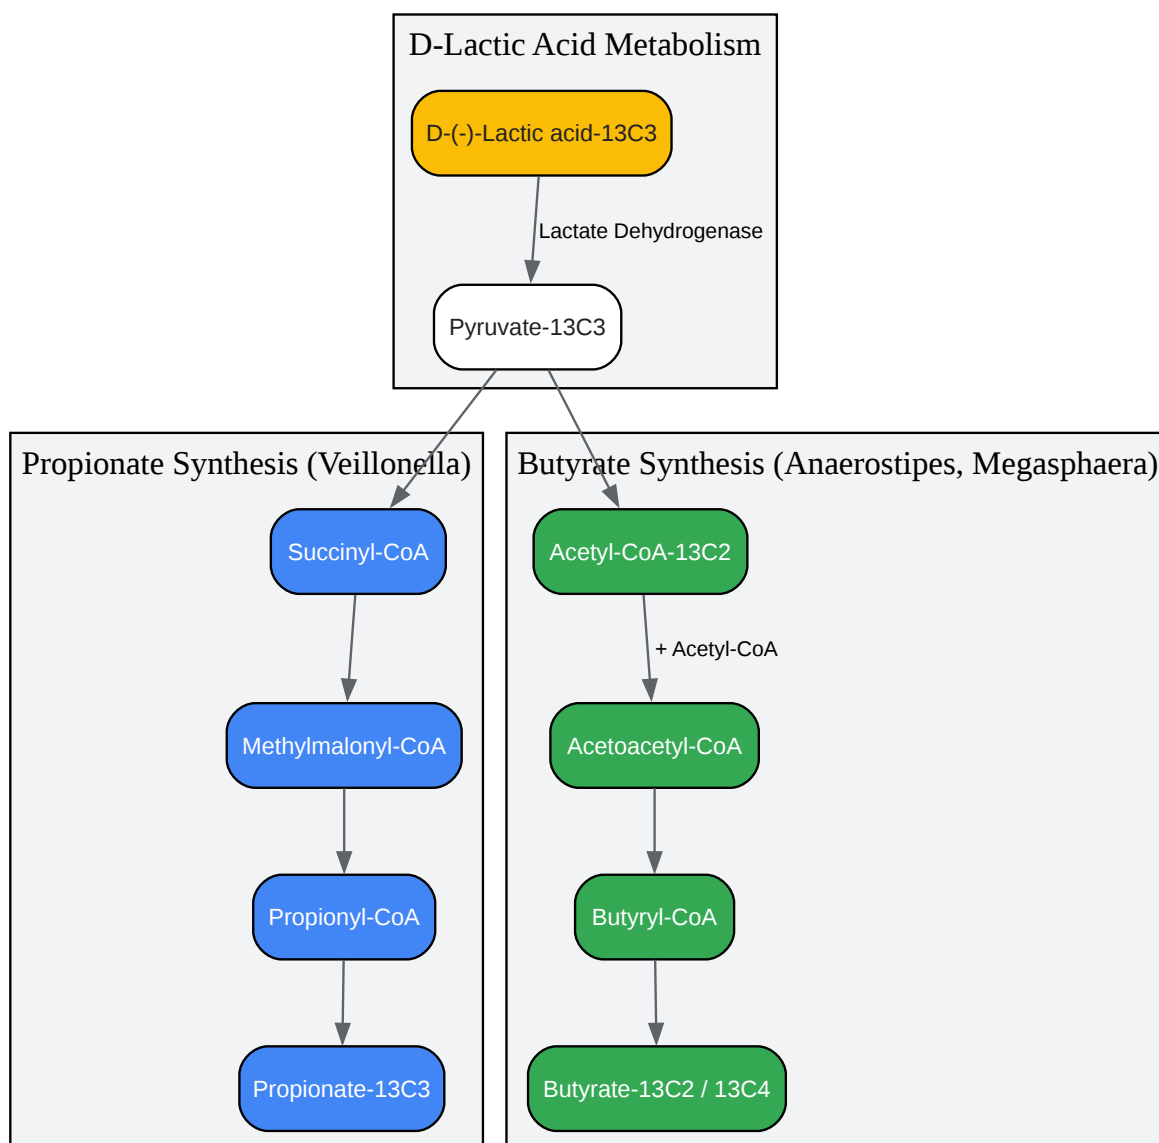 D-Lactic Acid Metabolism
D-(-)-Lactic acid-13C3
Lactate Dehydrogenase
Pyruvate-13C3
Propionate Synthesis (Veillonella)
Succinyl-CoA
Methylmalonyl-CoA
Propionyl-CoA
Propionate-13C3
Butyrate Synthesis (Anaerostipes, Megasphaera)
Acetyl-CoA-13C2
+ Acetyl-CoA
Acetoacetyl-CoA
Butyryl-CoA
Butyrate-13C2 / 13C4